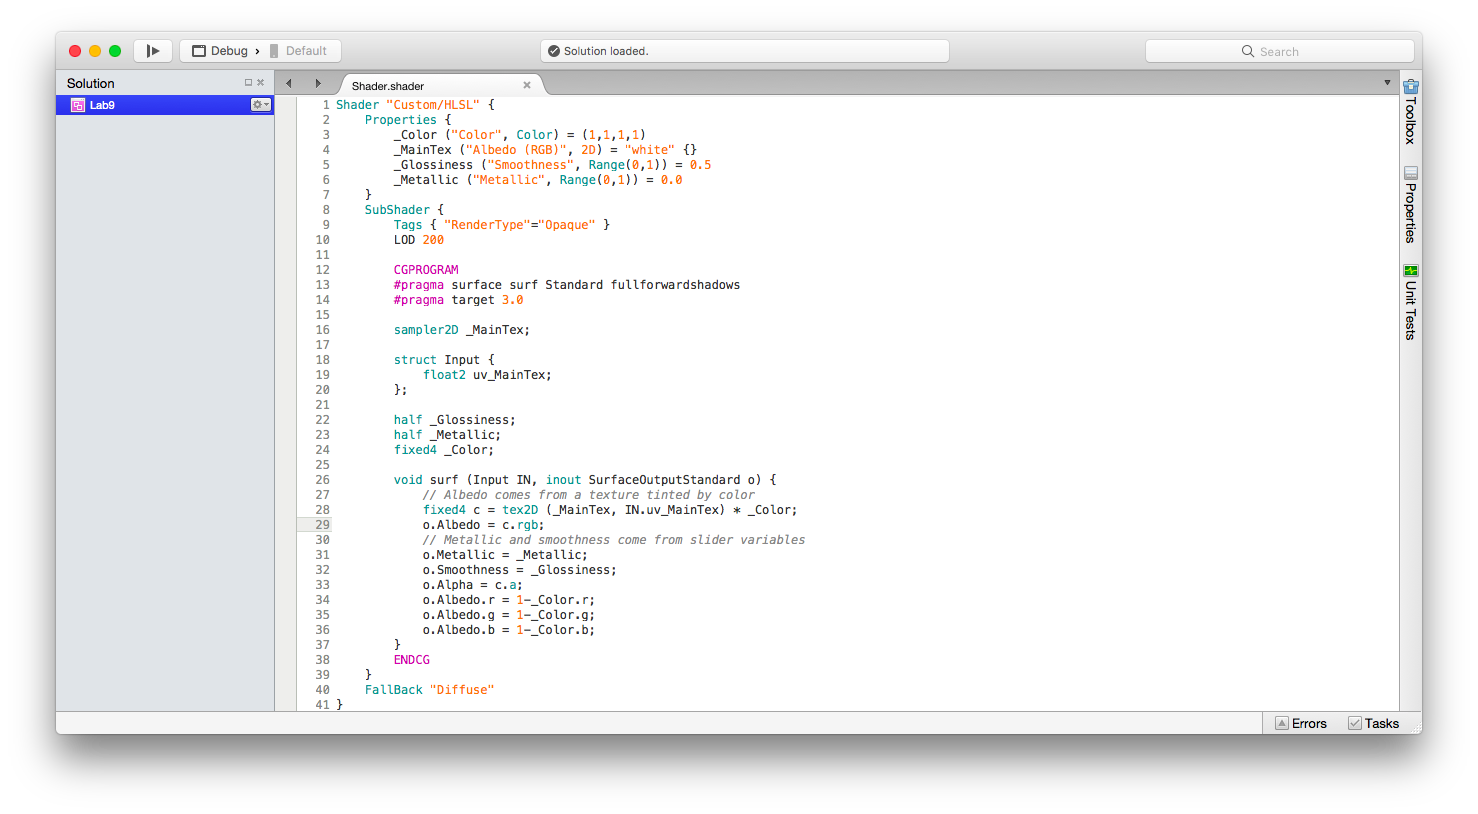 Debug › Default
Solution loaded.
Search
Solution
Lab9
Shader.shader
1 Shader "Custom/HLSL" {
2 Properties {
3 _Color ("Color", Color) = (1,1,1,1)
4 _MainTex ("Albedo (RGB)", 2D) = "white" {}
5 _Glossiness ("Smoothness", Range(0,1)) = 0.5
6 _Metallic ("Metallic", Range(0,1)) = 0.0
7 }
8 SubShader {
9 Tags { "RenderType"="Opaque" }
10 LOD 200
11
12 CGPROGRAM
13 #pragma surface surf Standard fullforwardshadows
14 #pragma target 3.0
15
16 sampler2D _MainTex;
17
18 struct Input {
19 float2 uv_MainTex;
20 };
21
22 half _Glossiness;
23 half _Metallic;
24 fixed4 _Color;
25
26 void surf (Input IN, inout SurfaceOutputStandard o) {
27 // Albedo comes from a texture tinted by color
28 fixed4 c = tex2D (_MainTex, IN.uv_MainTex) * _Color;
29 o.Albedo = c.rgb;
30 // Metallic and smoothness come from slider variables
31 o.Metallic = _Metallic;
32 o.Smoothness = _Glossiness;
33 o.Alpha = c.a;
34 o.Albedo.r = 1-_Color.r;
35 o.Albedo.g = 1-_Color.g;
36 o.Albedo.b = 1-_Color.b;
37 }
38 ENDCG
39 }
40 FallBack "Diffuse"
41 }
Toolbox
Properties
Unit Tests
Errors
Tasks